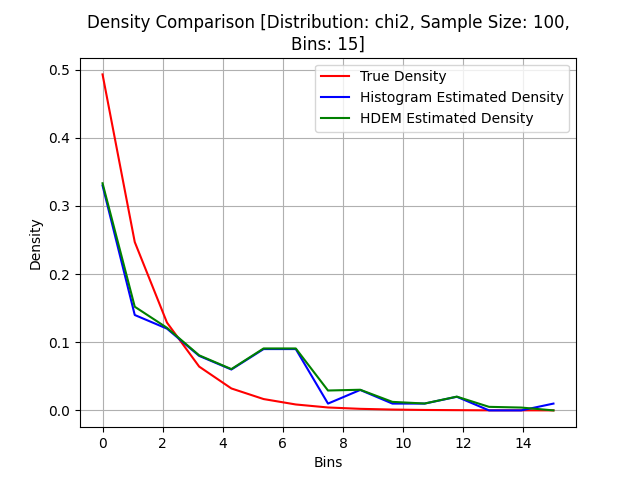 Density Comparison [Distribution: chi2, Sample Size: 100,
Bins: 15]
True Density
Histogram Estimated Density
HDEM Estimated Density
Density
0.5
0.4
0.3
0.2
0.1
0.0
0 2 4 6 8 10 12 14
Bins